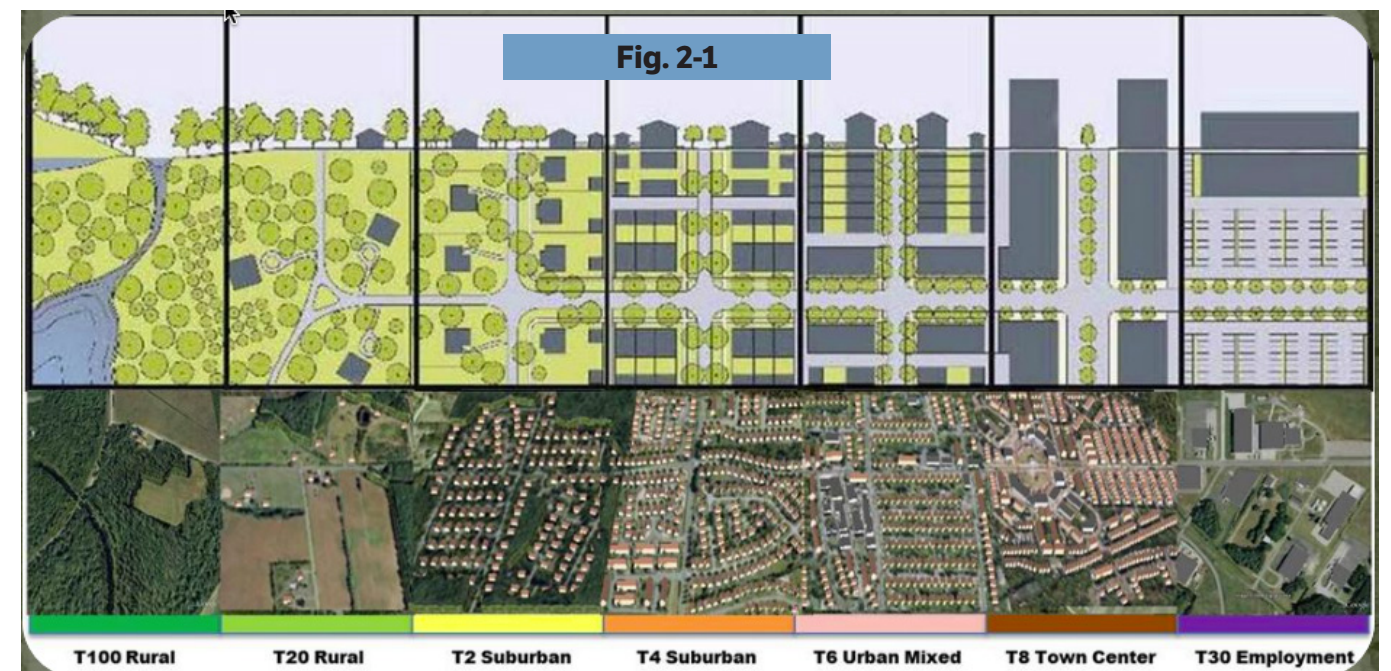 Fig. 2-1
T100 Rural
T20 Rural
T2 Suburban
T4 Suburban
T6 Urban Mixed
T8 Town Center
T30 Employment